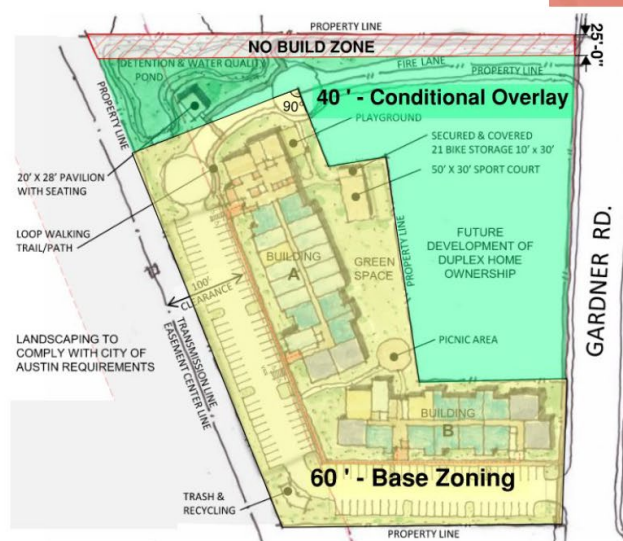 PROPERTY LINE
NO BUILD ZONE
25'-0"
DETENTION & WATER QUALITY
POND
FIRE LANE
PROPERTY LINE
PROPERTY LINE
90°
40 ' - Conditional Overlay
PLAYGROUND
SECURED & COVERED
21 BIKE STORAGE 10' X 30'
20' X 28' PAVILION
WITH SEATING
50' X 30' SPORT COURT
LOOP WALKING
TRAIL/PATH
PROPERTY LINE
FUTURE
DEVELOPMENT OF
DUPLEX HOME
OWNERSHIP
GARDNER RD.
BUILDING
A
GREEN
SPACE
100'
CLEARANCE
TRANSMISSION LINE
EASEMENT CENTER LINE
LANDSCAPING TO
COMPLY WITH CITY OF
AUSTIN REQUIREMENTS
PICNIC AREA
BUILDING
B
60 ' - Base Zoning
TRASH &
RECYCLING
PROPERTY LINE